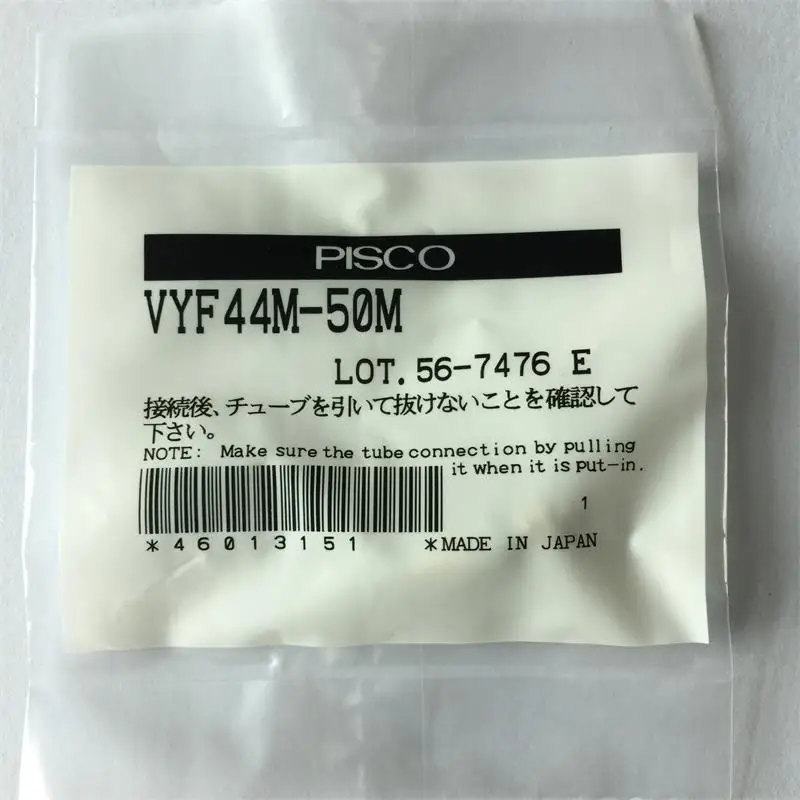 PISCO
VYF44M-50M
LOT. 56-7476 E
接続後、チューブを引いて抜けないことを確認して
下さい。
NOTE: Make sure the tube connection by pulling
it when it is put-in.
1
*46013151 *MADE IN JAPAN